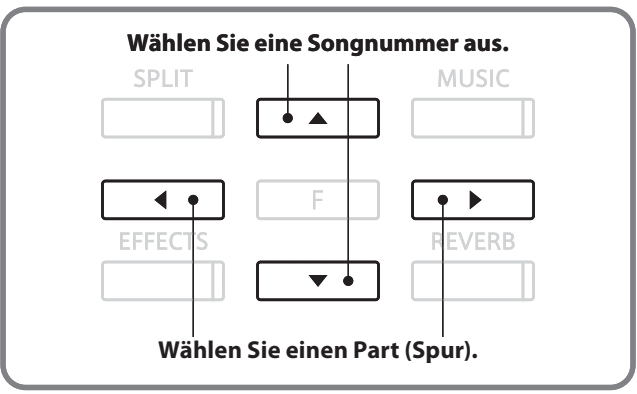 Wählen Sie eine Songnummer aus.
SPLIT
MUSIC
F
EFFECTS
REVERB
Wählen Sie einen Part (Spur).